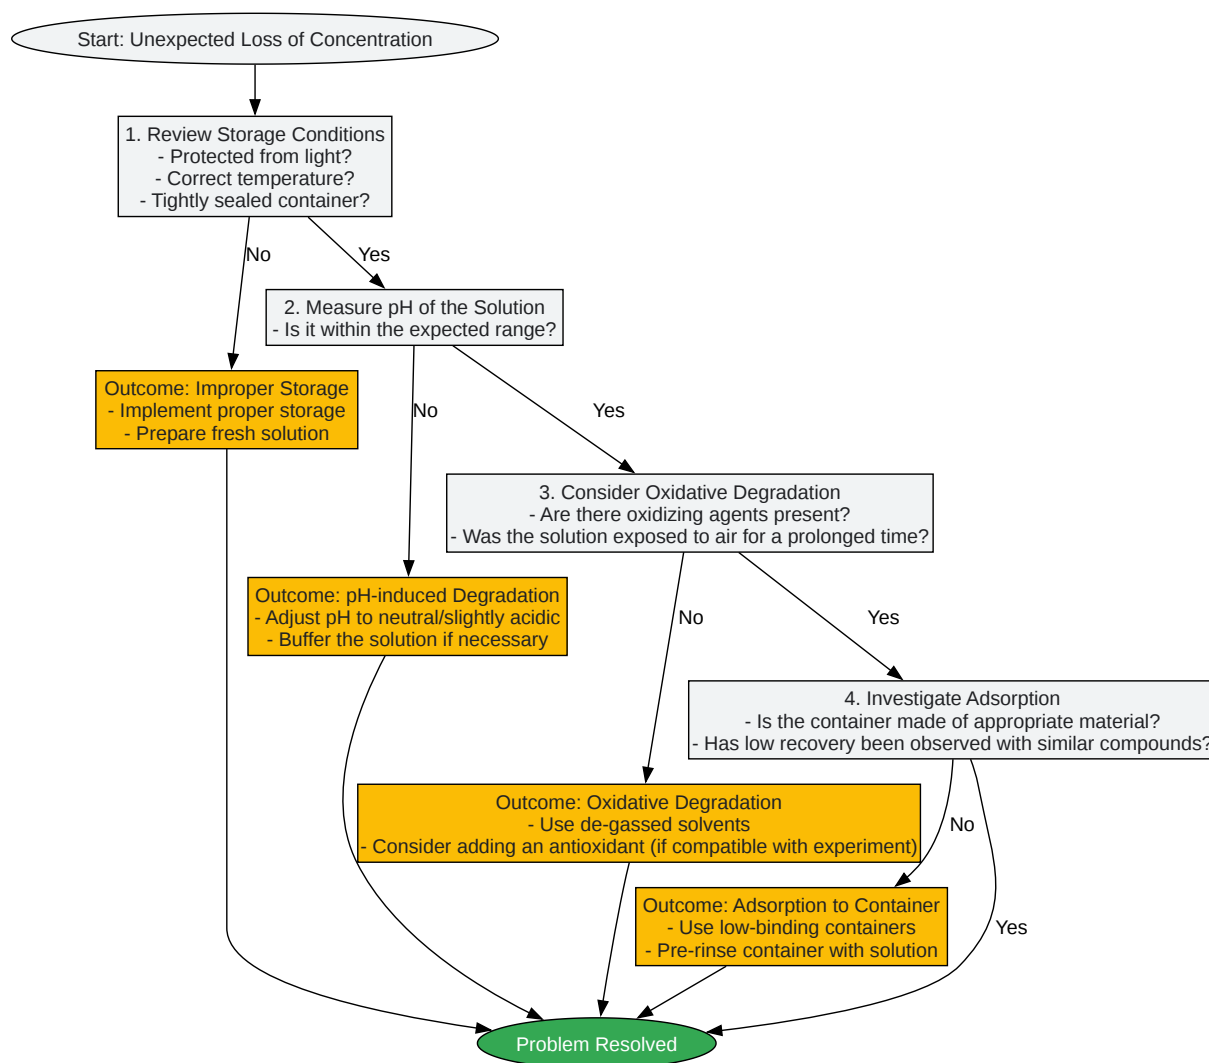 Start: Unexpected Loss of Concentration
1. Review Storage Conditions
- Protected from light?
- Correct temperature?
- Tightly sealed container?
No
Yes
2. Measure pH of the Solution
- Is it within the expected range?
Outcome: Improper Storage
- Implement proper storage
- Prepare fresh solution
No
Yes
3. Consider Oxidative Degradation
- Are there oxidizing agents present?
- Was the solution exposed to air for a prolonged time?
Outcome: pH-induced Degradation
- Adjust pH to neutral/slightly acidic
- Buffer the solution if necessary
No
Yes
4. Investigate Adsorption
- Is the container made of appropriate material?
- Has low recovery been observed with similar compounds?
Outcome: Oxidative Degradation
- Use de-gassed solvents
- Consider adding an antioxidant (if compatible with experiment)
No
Outcome: Adsorption to Container
- Use low-binding containers
- Pre-rinse container with solution
Yes
Problem Resolved